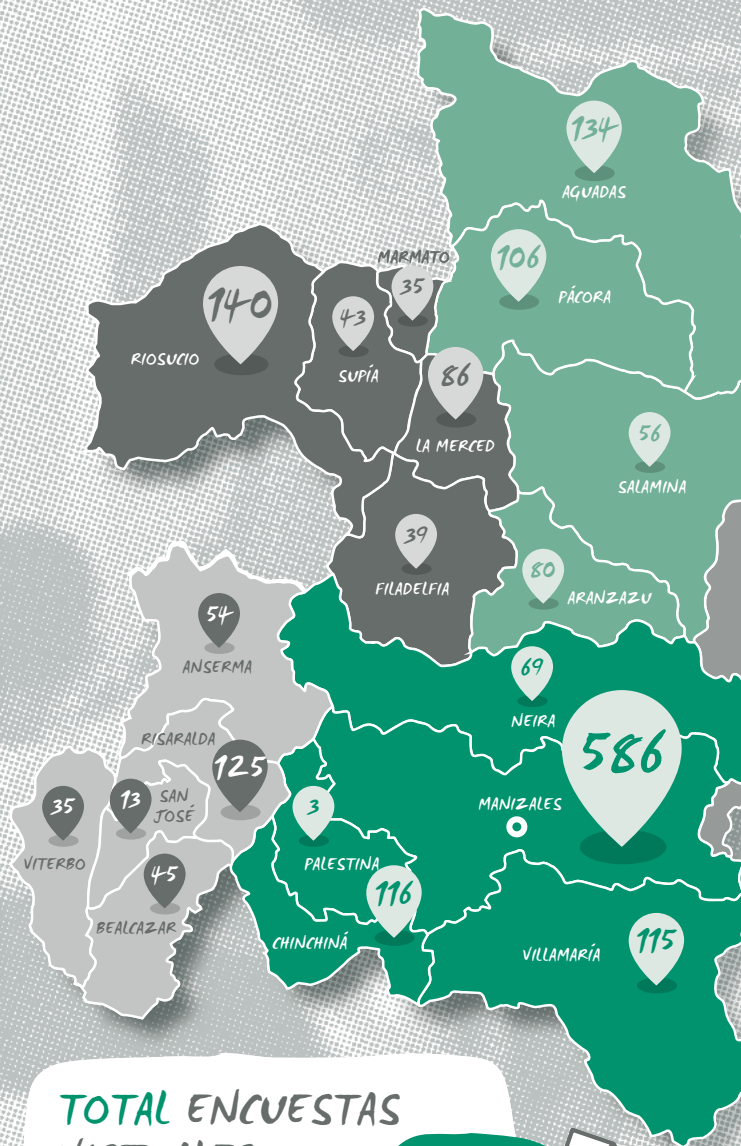 134
AGUADAS
MARMATO
106
35
PÁCORA
140
43
RIOSUCIO
SUPÍA
86
LA MERCED
56
SALAMINA
39
FILADELFIA
80
ARANZAZU
54
ANSERMA
69
NEIRA
RISARALDA
125
586
35
13
SAN
JOSÉ
3
MANIZALES
VITERBO
PALESTINA
45
116
BEALCAZAR
CHINCHINÁ
VILLAMARÍA
115
TOTAL ENCUESTAS